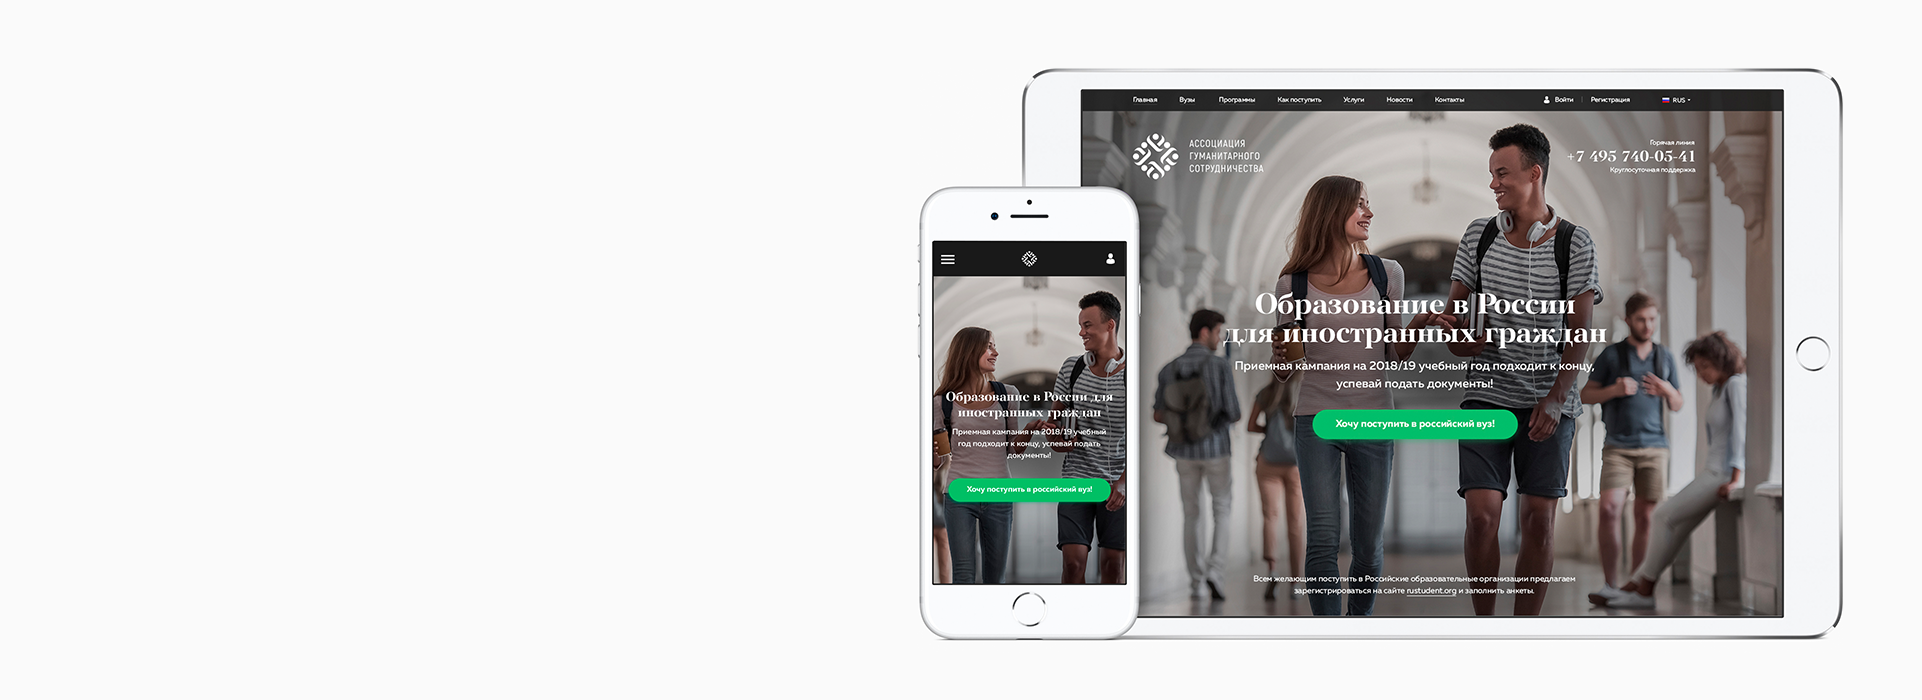 Главная Вузы Программы Как поступить Услуги Новости Контакты Войти Регистрация RUS
АССОЦИАЦИЯ
ГУМАНИТАРНОГО
СОТРУДНИЧЕСТВА
Горячая линия
+7 495 740-05-41
Круглосуточная поддержка
Образование в России
для иностранных граждан
Приемная кампания на 2018/19 учебный год подходит к концу,
успевай подать документы!
Хочу поступить в российский вуз!
Всем желающим поступить в Российские образовательные организации предлагаем
зарегистрироваться на сайте rustudent.org и заполнить анкеты.
Образование в России для
иностранных граждан
Приемная кампания на 2018/19 учебный
год подходит к концу, успевай подать
документы!
Хочу поступить в российский вуз!